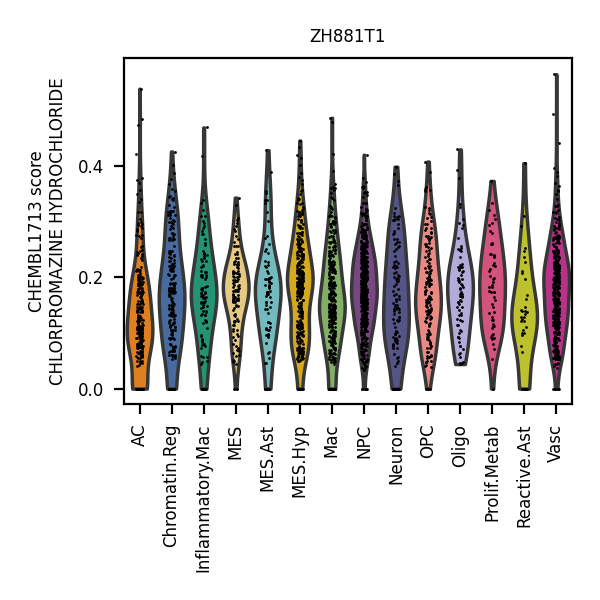 ZH881T1
CHEMBL1713 score
CHLORPROMAZINE HYDROCHLORIDE
0.4
0.2
0.0
AC
Chromatin.Reg
Inflammatory.Mac
MES
MES.Ast
MES.Hyp
Mac
NPC
Neuron
OPC
Oligo
Prolif.Metab
Reactive.Ast
Vasc